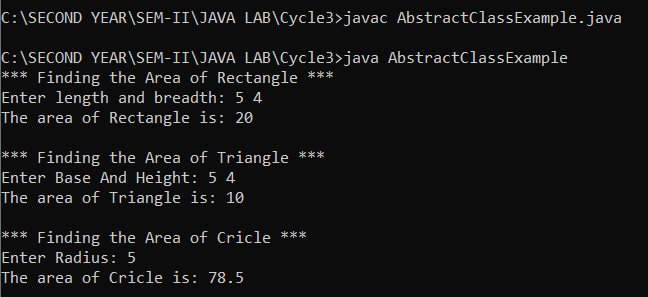 C:\SECOND YEAR\SEM-II\JAVA LAB\Cycle3>javac AbstractClassExample.java
C:\SECOND YEAR\SEM-II\JAVA LAB\Cycle3>java AbstractClassExample
*** Finding the Area of Rectangle ***
Enter length and breadth: 5 4
The area of Rectangle is: 20
*** Finding the Area of Triangle ***
Enter Base And Height: 5 4
The area of Triangle is: 10
*** Finding the Area of Cricle ***
Enter Radius: 5
The area of Cricle is: 78.5